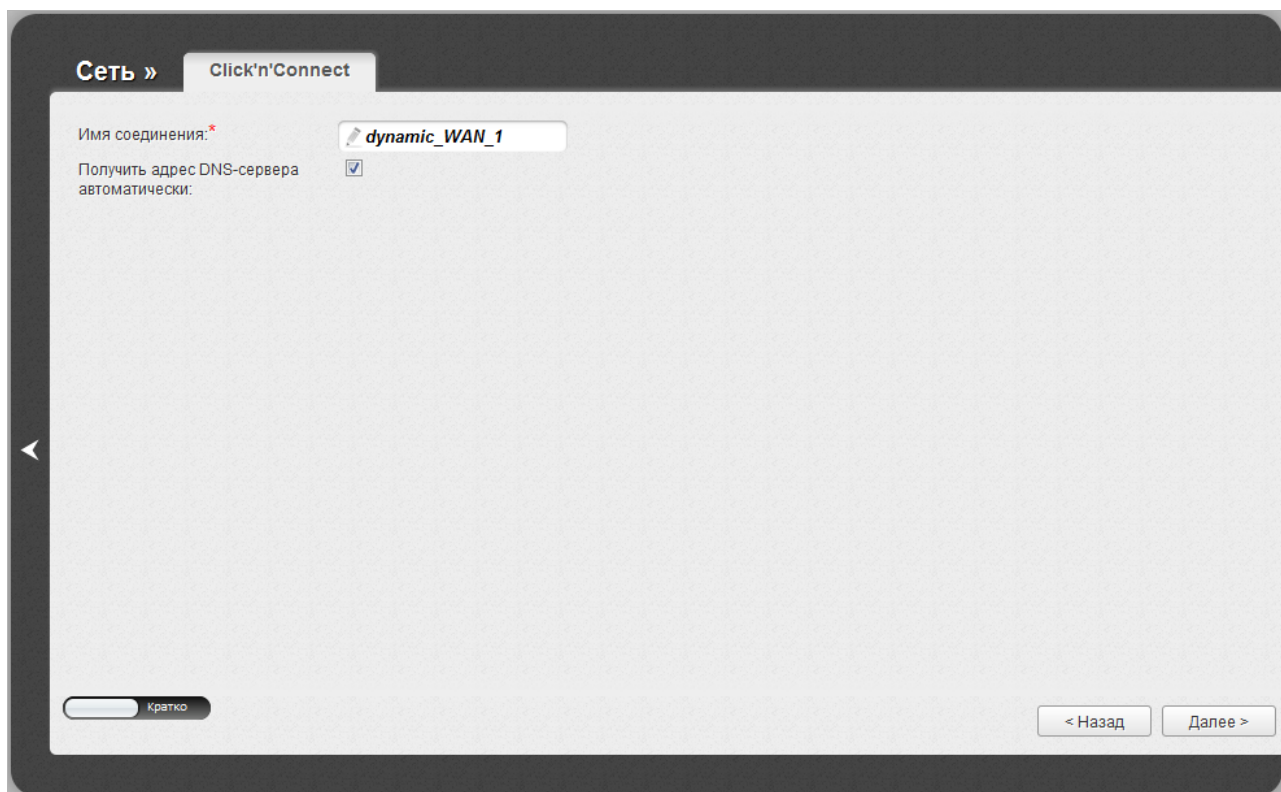 Сеть »
Click'n'Connect
Имя соединения:*
dynamic_WAN_1
Получить адрес DNS-сервера
автоматически:
Кратко
< Назад
Далее >